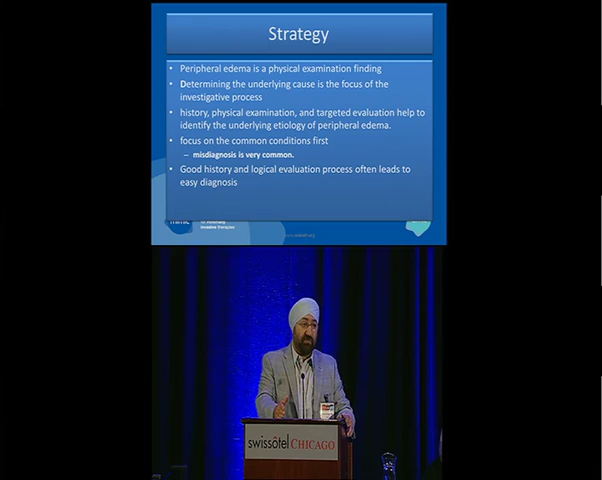 Strategy
• Peripheral edema is a physical examination finding
• Determining the underlying cause is the focus of the
investigative process
• history, physical examination, and targeted evaluation help to
identify the underlying etiology of peripheral edema.
• focus on the common conditions first
– misdiagnosis is very common.
• Good history and logical evaluation process often leads to
easy diagnosis
swissôtel CHICAGO